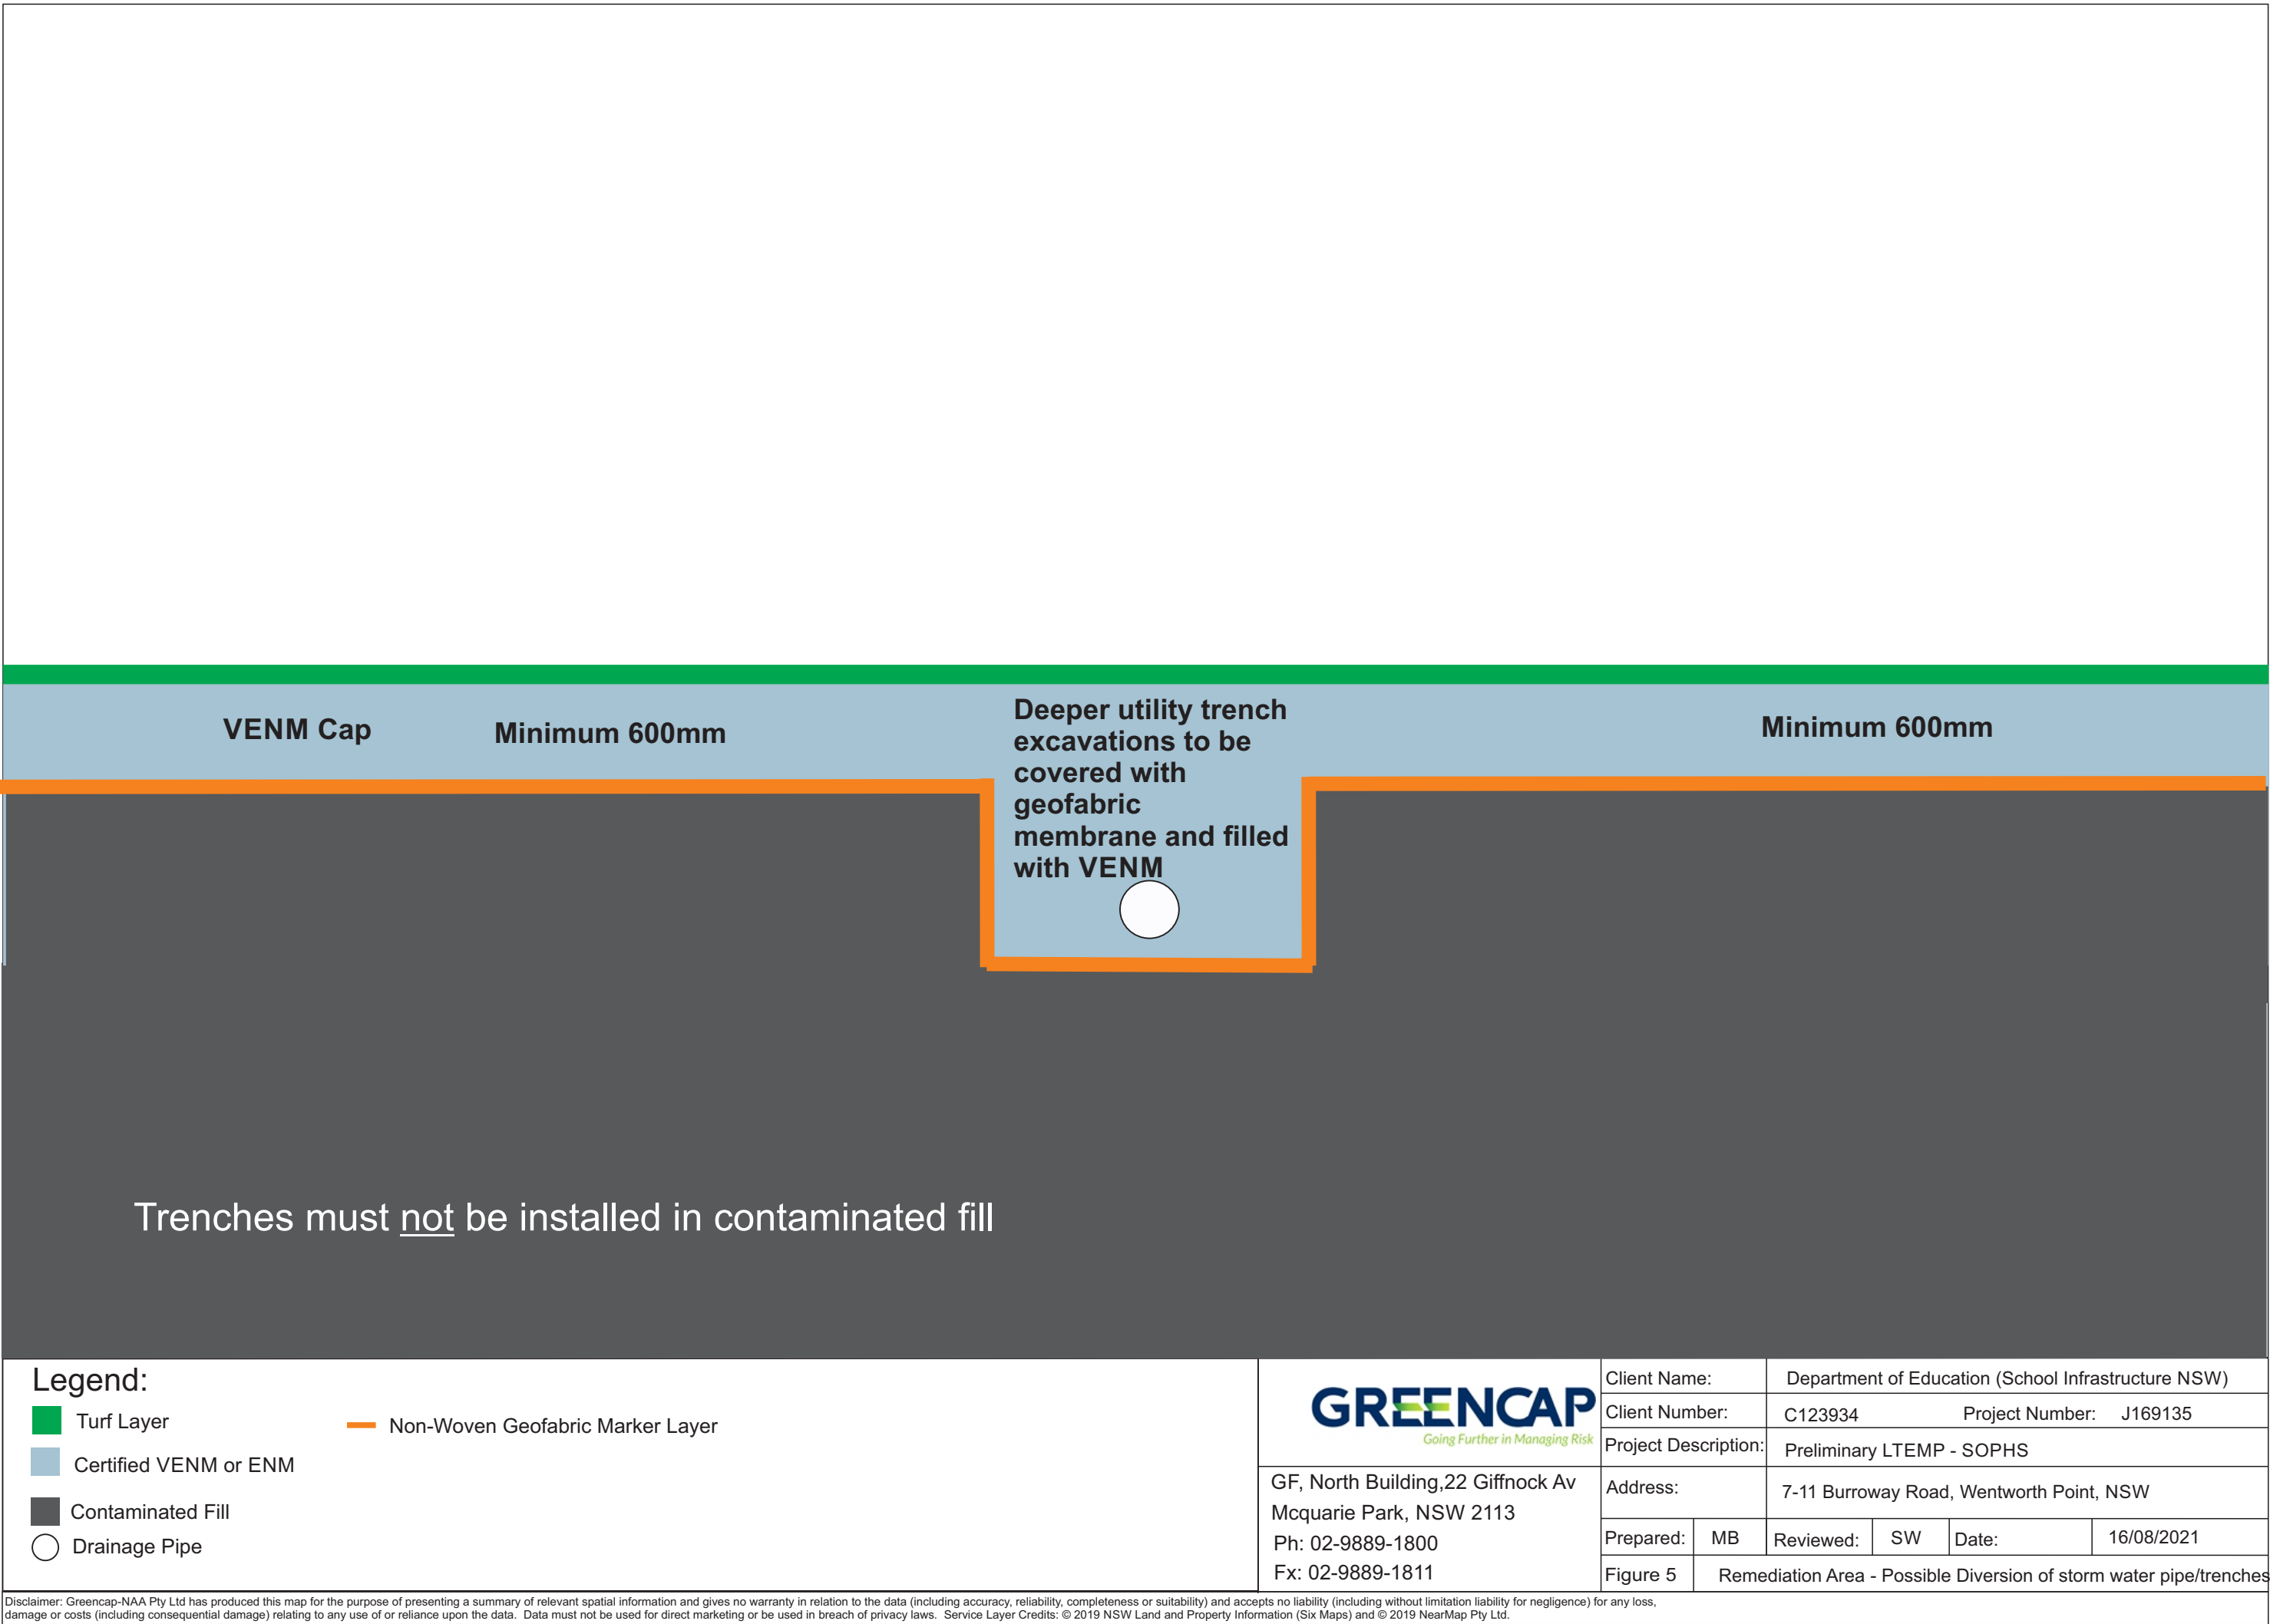 VENM Cap
Minimum 600mm
Deeper utility trench
excavations to be
covered with
geofabric
membrane and filled
with VENM
Minimum 600mm
Trenches must not be installed in contaminated fill
Legend:
Turf Layer
Non-Woven Geofabric Marker Layer
Certified VENM or ENM
Contaminated Fill
Drainage Pipe
GREENCAP
Going Further in Managing Risk
GF, North Building,22 Giffnock Av
Mcquarie Park, NSW 2113
Ph: 02-9889-1800
Fx: 02-9889-1811
Client Name: Department of Education (School Infrastructure NSW)
Client Number: C123934 Project Number: J169135
Project Description: Preliminary LTEMP - SOPHS
Address: 7-11 Burroway Road, Wentworth Point, NSW
Prepared: MB Reviewed: SW Date: 16/08/2021
Figure 5 Remediation Area - Possible Diversion of storm water pipe/trenches
Disclaimer: Greencap-NAA Pty Ltd has produced this map for the purpose of presenting a summary of relevant spatial information and gives no warranty in relation to the data (including accuracy, reliability, completeness or suitability) and accepts no liability (including without limitation liability for negligence) for any loss,
damage or costs (including consequential damage) relating to any use of or reliance upon the data. Data must not be used for direct marketing or be used in breach of privacy laws. Service Layer Credits: © 2019 NSW Land and Property Information (Six Maps) and © 2019 NearMap Pty Ltd.